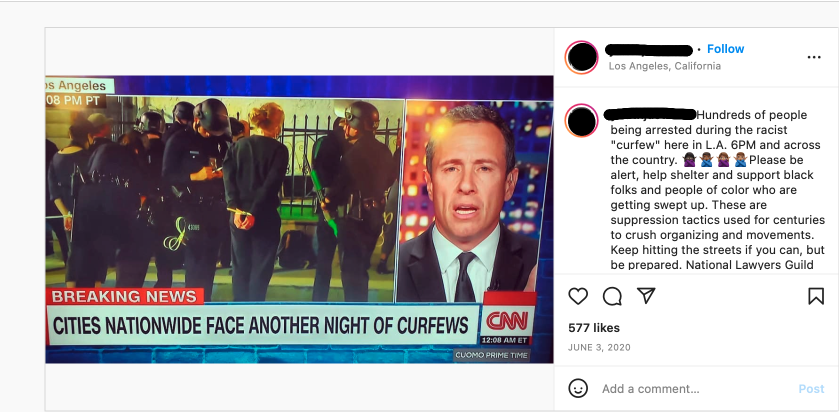 os Angeles
08 PM PT
BREAKING NEWS
CITIES NATIONWIDE FACE ANOTHER NIGHT OF CURFEWS
CNN
12:08 AM ET
CUOMO PRIME TIME
• Follow
Los Angeles, California
Hundreds of people
being arrested during the racist
"curfew" here in L.A. 6PM and across
the country. 🙅🏿‍♀️🙅🏽‍♂️🙅🏾‍♀️🙅🏽‍♂️Please be
alert, help shelter and support black
folks and people of color who are
getting swept up. These are
suppression tactics used for centuries
to crush organizing and movements.
Keep hitting the streets if you can, but
be prepared. National Lawyers Guild
577 likes
JUNE 3, 2020
Add a comment...
Post